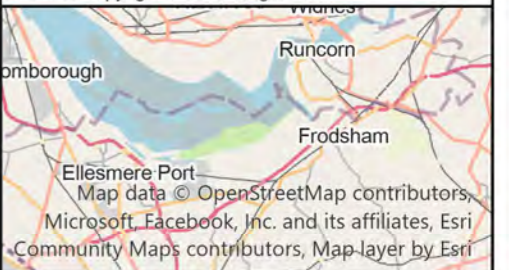 Widnes
Runcorn
omborough
Frodsham
Ellesmere Port
Map data © OpenStreetMap contributors,
Microsoft, Facebook, Inc. and its affiliates, Esri
Community Maps contributors, Map layer by Esri